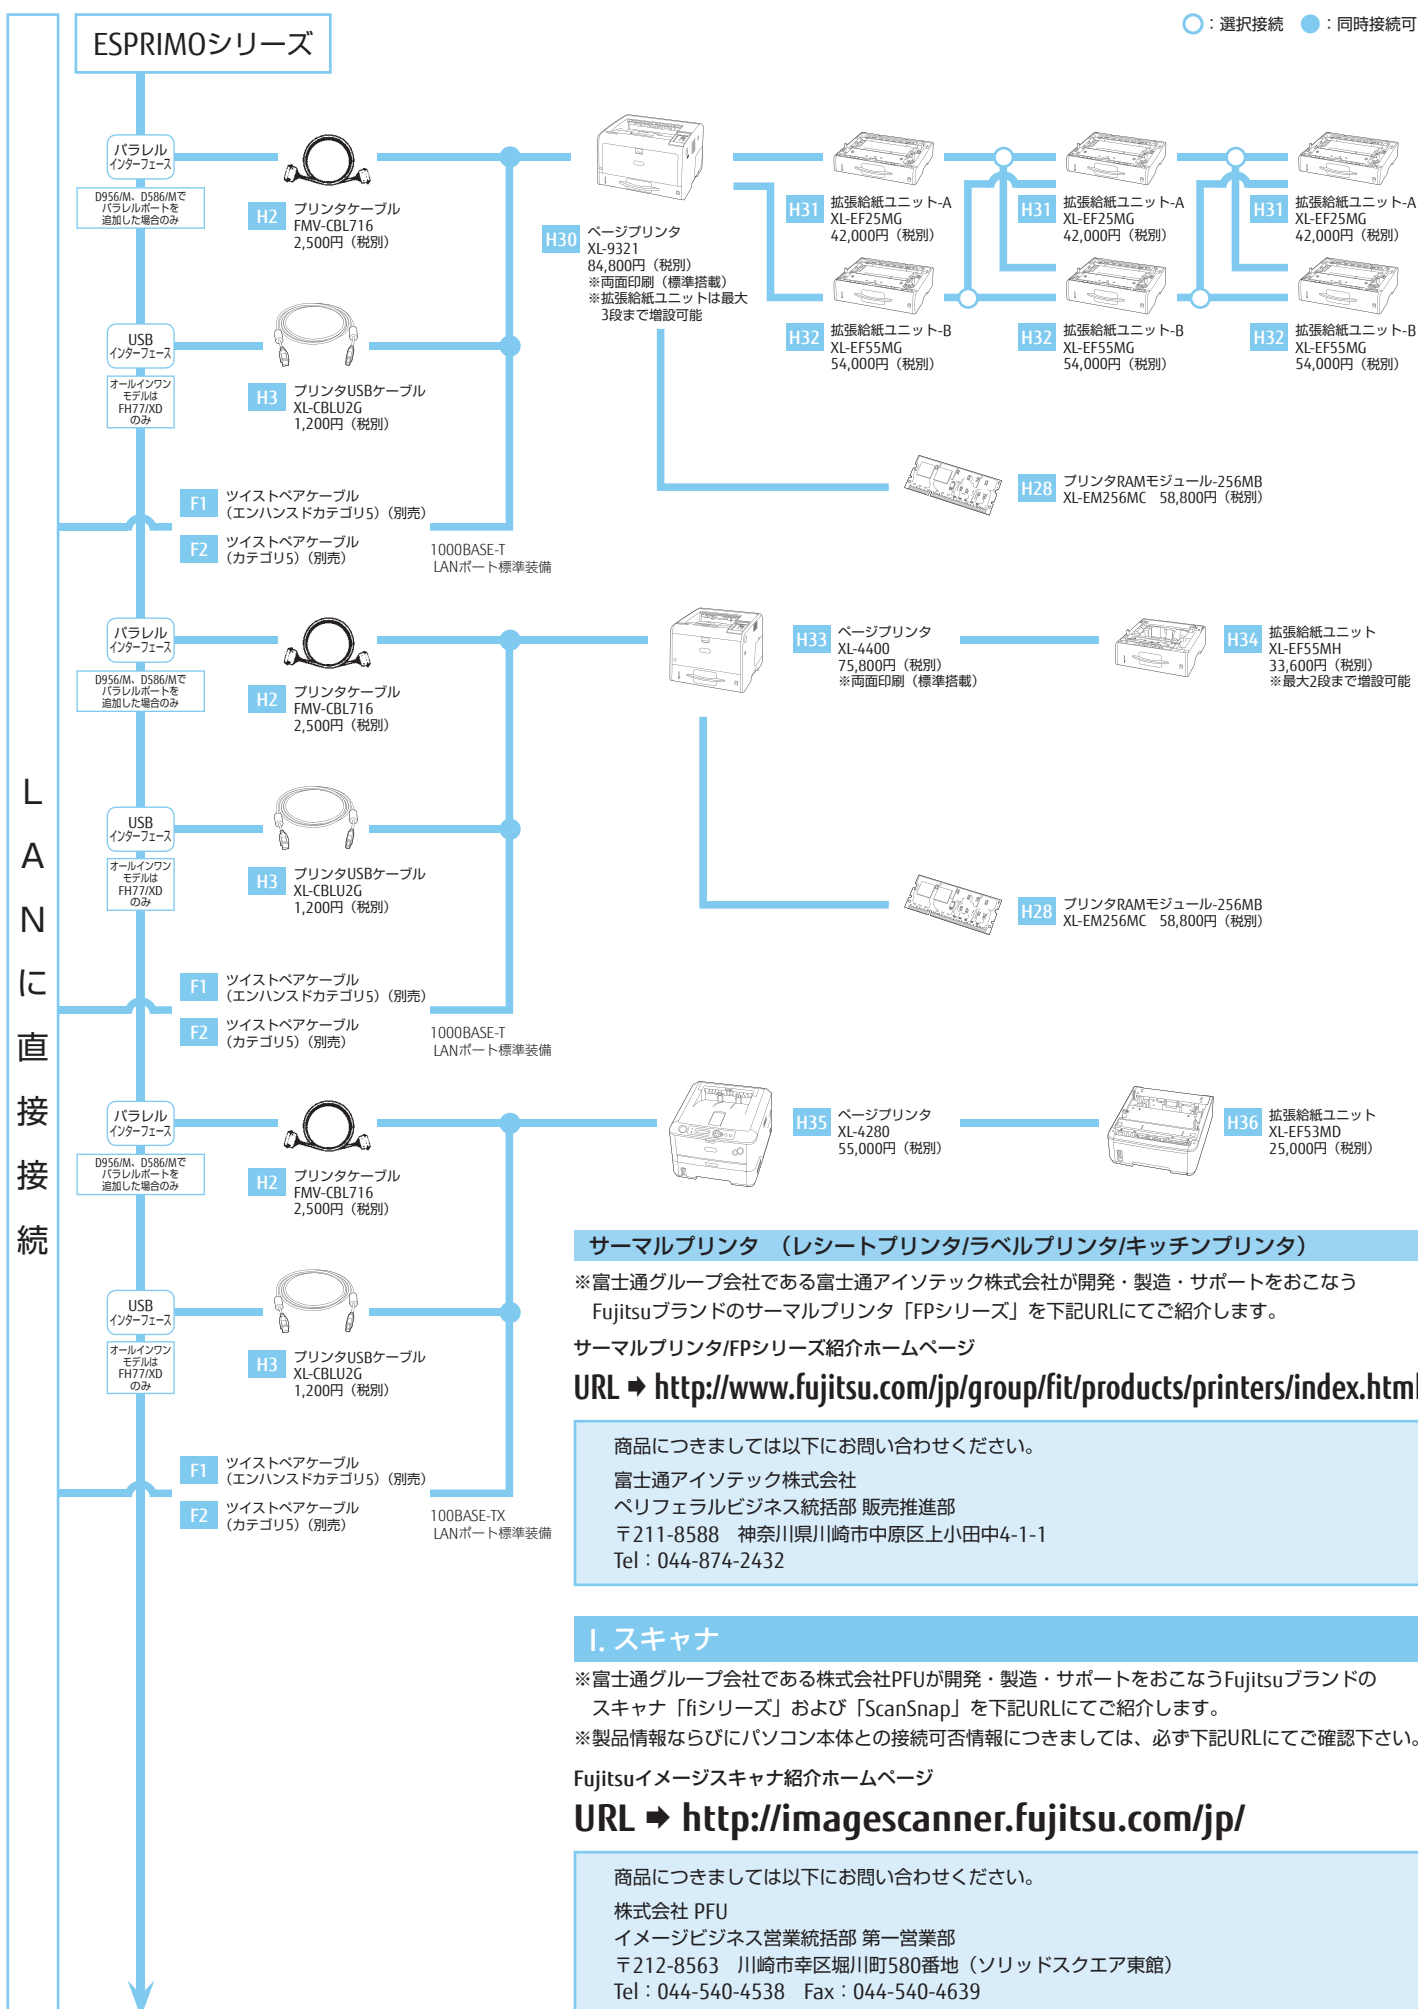 ESPRIMOシリーズ
○：選択接続　●：同時接続可
LANに直接接続
パラレル
インターフェース
D956/M、D586/Mで
パラレルポートを
追加した場合のみ
H2
プリンタケーブル
FMV-CBL716
2,500円（税別）
USB
インターフェース
オールインワン
モデルは
FH77/XD
のみ
H3
プリンタUSBケーブル
XL-CBLU2G
1,200円（税別）
F1
ツイストペアケーブル
（エンハンスドカテゴリ5）（別売）
F2
ツイストペアケーブル
（カテゴリ5）（別売）
1000BASE-T
LANポート標準装備
H30
ページプリンタ
XL-9321
84,800円（税別）
※両面印刷（標準搭載）
※拡張給紙ユニットは最大
3段まで増設可能
H31
拡張給紙ユニット-A
XL-EF25MG
42,000円（税別）
H31
拡張給紙ユニット-A
XL-EF25MG
42,000円（税別）
H31
拡張給紙ユニット-A
XL-EF25MG
42,000円（税別）
H32
拡張給紙ユニット-B
XL-EF55MG
54,000円（税別）
H32
拡張給紙ユニット-B
XL-EF55MG
54,000円（税別）
H32
拡張給紙ユニット-B
XL-EF55MG
54,000円（税別）
H28
プリンタRAMモジュール-256MB
XL-EM256MC　58,800円（税別）
パラレル
インターフェース
D956/M、D586/Mで
パラレルポートを
追加した場合のみ
H2
プリンタケーブル
FMV-CBL716
2,500円（税別）
USB
インターフェース
オールインワン
モデルは
FH77/XD
のみ
H3
プリンタUSBケーブル
XL-CBLU2G
1,200円（税別）
F1
ツイストペアケーブル
（エンハンスドカテゴリ5）（別売）
F2
ツイストペアケーブル
（カテゴリ5）（別売）
1000BASE-T
LANポート標準装備
H33
ページプリンタ
XL-4400
75,800円（税別）
※両面印刷（標準搭載）
H34
拡張給紙ユニット
XL-EF55MH
33,600円（税別）
※最大2段まで増設可能
H28
プリンタRAMモジュール-256MB
XL-EM256MC　58,800円（税別）
パラレル
インターフェース
D956/M、D586/Mで
パラレルポートを
追加した場合のみ
H2
プリンタケーブル
FMV-CBL716
2,500円（税別）
USB
インターフェース
オールインワン
モデルは
FH77/XD
のみ
H3
プリンタUSBケーブル
XL-CBLU2G
1,200円（税別）
F1
ツイストペアケーブル
（エンハンスドカテゴリ5）（別売）
F2
ツイストペアケーブル
（カテゴリ5）（別売）
100BASE-TX
LANポート標準装備
H35
ページプリンタ
XL-4280
55,000円（税別）
H36
拡張給紙ユニット
XL-EF53MD
25,000円（税別）
サーマルプリンタ　（レシートプリンタ/ラベルプリンタ/キッチンプリンタ）
※富士通グループ会社である富士通アイソテック株式会社が開発・製造・サポートをおこなう
Fujitsuブランドのサーマルプリンタ「FPシリーズ」を下記URLにてご紹介します。
サーマルプリンタ/FPシリーズ紹介ホームページ
URL ➡ http://www.fujitsu.com/jp/group/fit/products/printers/index.html
商品につきましては以下にお問い合わせください。
富士通アイソテック株式会社
ペリフェラルビジネス統括部 販売推進部
〒211-8588　神奈川県川崎市中原区上小田中4-1-1
Tel：044-874-2432
I. スキャナ
※富士通グループ会社である株式会社PFUが開発・製造・サポートをおこなうFujitsuブランドの
スキャナ「fiシリーズ」および「ScanSnap」を下記URLにてご紹介します。
※製品情報ならびにパソコン本体との接続可否情報につきましては、必ず下記URLにてご確認下さい。
Fujitsuイメージスキャナ紹介ホームページ
URL ➡ http://imagescanner.fujitsu.com/jp/
商品につきましては以下にお問い合わせください。
株式会社 PFU
イメージビジネス営業統括部 第一営業部
〒212-8563　川崎市幸区堀川町580番地（ソリッドスクエア東館）
Tel：044-540-4538　Fax：044-540-4639